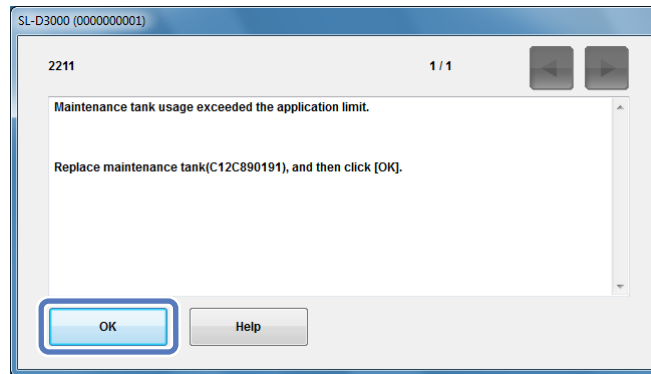 SL-D3000 (0000000001)
2211 1 / 1
Maintenance tank usage exceeded the application limit.
Replace maintenance tank(C12C890191), and then click [OK].
OK Help